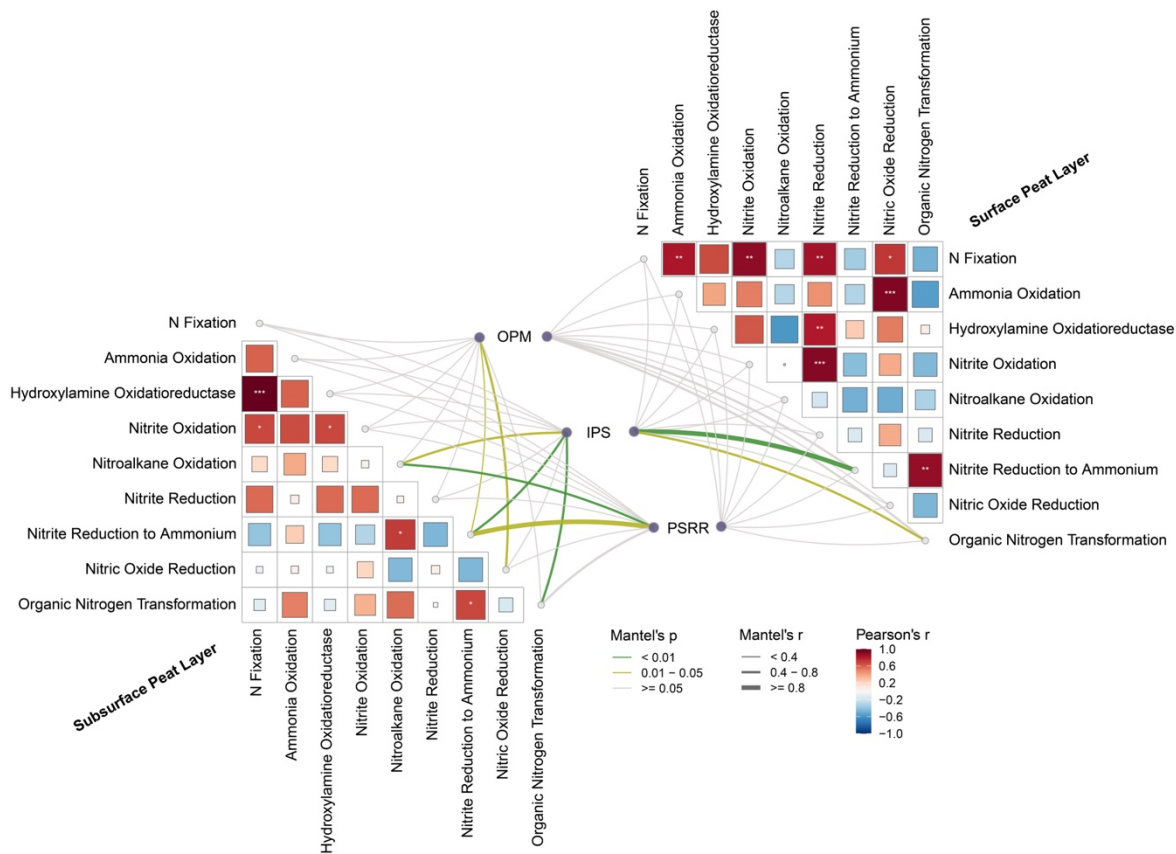 N Fixation
Ammonia Oxidation
Hydroxylamine Oxidatioreductase
Nitrite Oxidation
Nitroalkane Oxidation
Nitrite Reduction
Nitrite Reduction to Ammonium
Nitric Oxide Reduction
Organic Nitrogen Transformation
Surface Peat Layer
** ** ** * N Fixation
*** Ammonia Oxidation
** Hydroxylamine Oxidatioreductase
*** Nitrite Oxidation
Nitroalkane Oxidation
Nitrite Reduction
** Nitrite Reduction to Ammonium
Nitric Oxide Reduction
Organic Nitrogen Transformation
OPM
IPS
PSRR
N Fixation
Ammonia Oxidation
Hydroxylamine Oxidatioreductase ***
Nitrite Oxidation * *
Nitroalkane Oxidation
Nitrite Reduction
Nitrite Reduction to Ammonium *
Nitric Oxide Reduction
Organic Nitrogen Transformation *
N Fixation
Ammonia Oxidation
Hydroxylamine Oxidatioreductase
Nitrite Oxidation
Nitroalkane Oxidation
Nitrite Reduction
Nitrite Reduction to Ammonium
Nitric Oxide Reduction
Organic Nitrogen Transformation
Subsurface Peat Layer
Mantel's p
< 0.01
0.01 − 0.05
>= 0.05
Mantel's r
< 0.4
0.4 − 0.8
>= 0.8
Pearson's r
1.0
0.6
0.2
−0.2
−0.6
−1.0